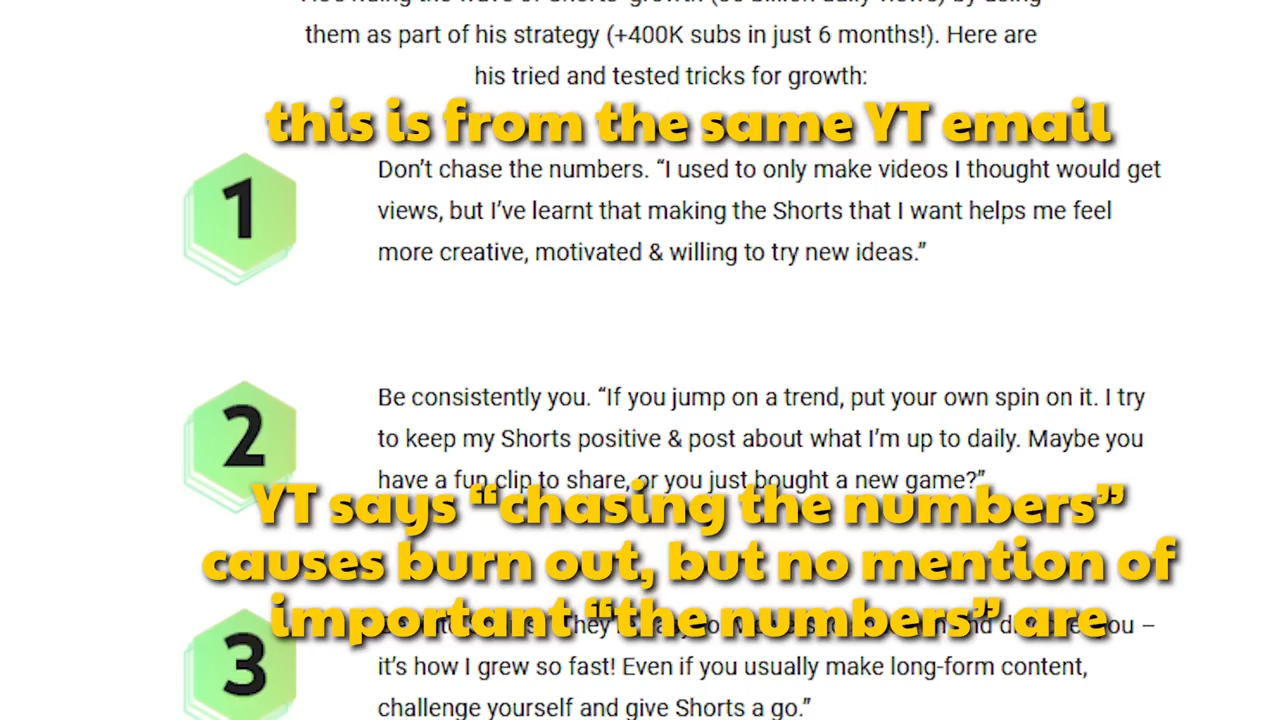 them as part of his strategy (+400K subs in just 6 months!). Here are
his tried and tested tricks for growth:
this is from the same YT email
1
Don’t chase the numbers. “I used to only make videos I thought would get
views, but I’ve learnt that making the Shorts that I want helps me feel
more creative, motivated & willing to try new ideas.”
2
Be consistently you. “If you jump on a trend, put your own spin on it. I try
to keep my Shorts positive & post about what I’m up to daily. Maybe you
have a fun clip to share, or you just bought a new game?”
YT says “chasing the numbers”
causes burn out, but no mention of
important “the numbers” are
3
you –
it’s how I grew so fast! Even if you usually make long-form content,
challenge yourself and give Shorts a go.”